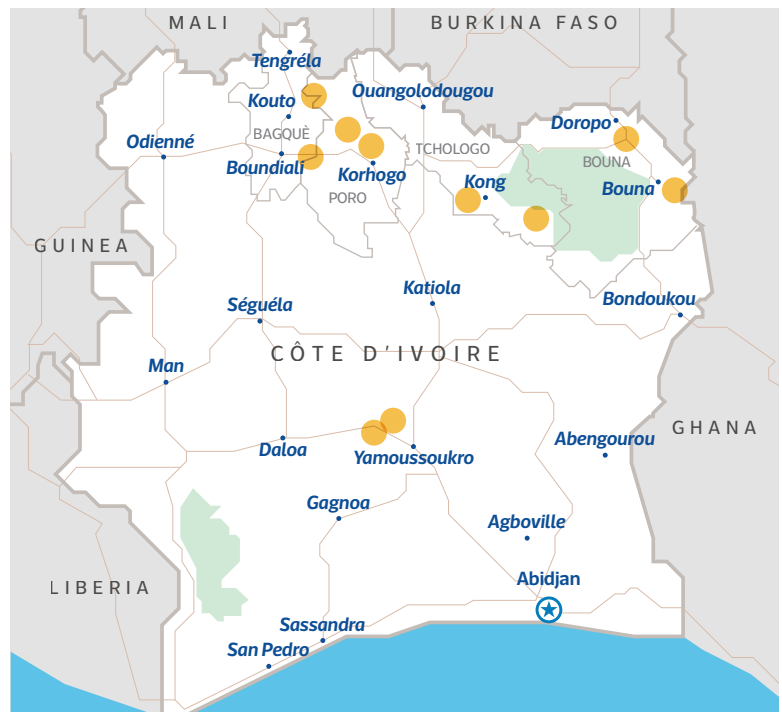 MALI
BURKINA FASO
Tengréla
Kouto
Ouangolodougou
BAGQUÈ
Doropo
Odienné
TCHOLOGO
Boundiali
BOUNA
Korhogo
Kong
Bouna
PORO
GUINEA
Katiola
Bondoukou
Séguéla
CÔTE D'IVOIRE
Man
GHANA
Abengourou
Daloa
Yamoussoukro
Gagnoa
Agboville
Abidjan
LIBERIA
Sassandra
San Pedro